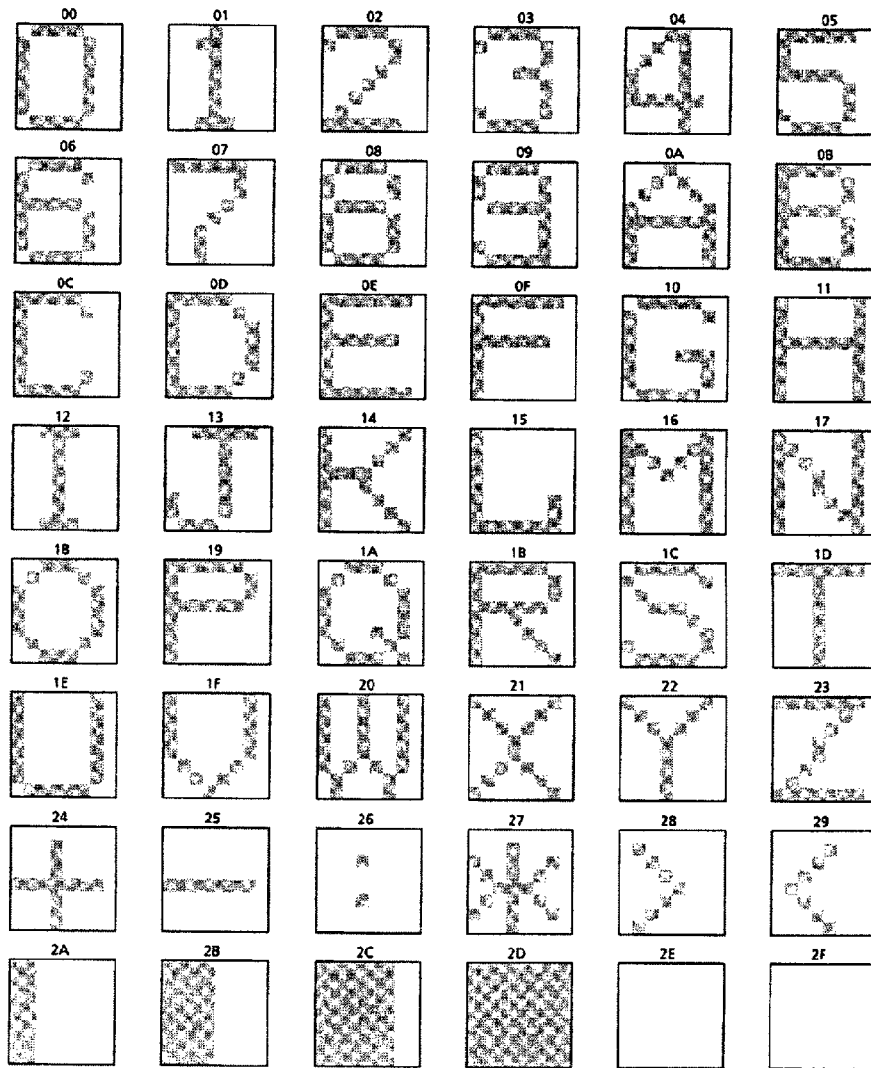 00 01 02 03 04 05
0 1 2 3 4 5
06 07 08 09 0A 0B
6 7 8 9 A B
0C 0D 0E 0F 10 11
C D E F G H
12 13 14 15 16 17
I J K L M N
1B 19 1A 1B 1C 1D
O P Q R S T
1E 1F 20 21 22 23
U V W X Y Z
24 25 26 27 28 29
+ - : * > <
2A 2B 2C 2D 2E 2F